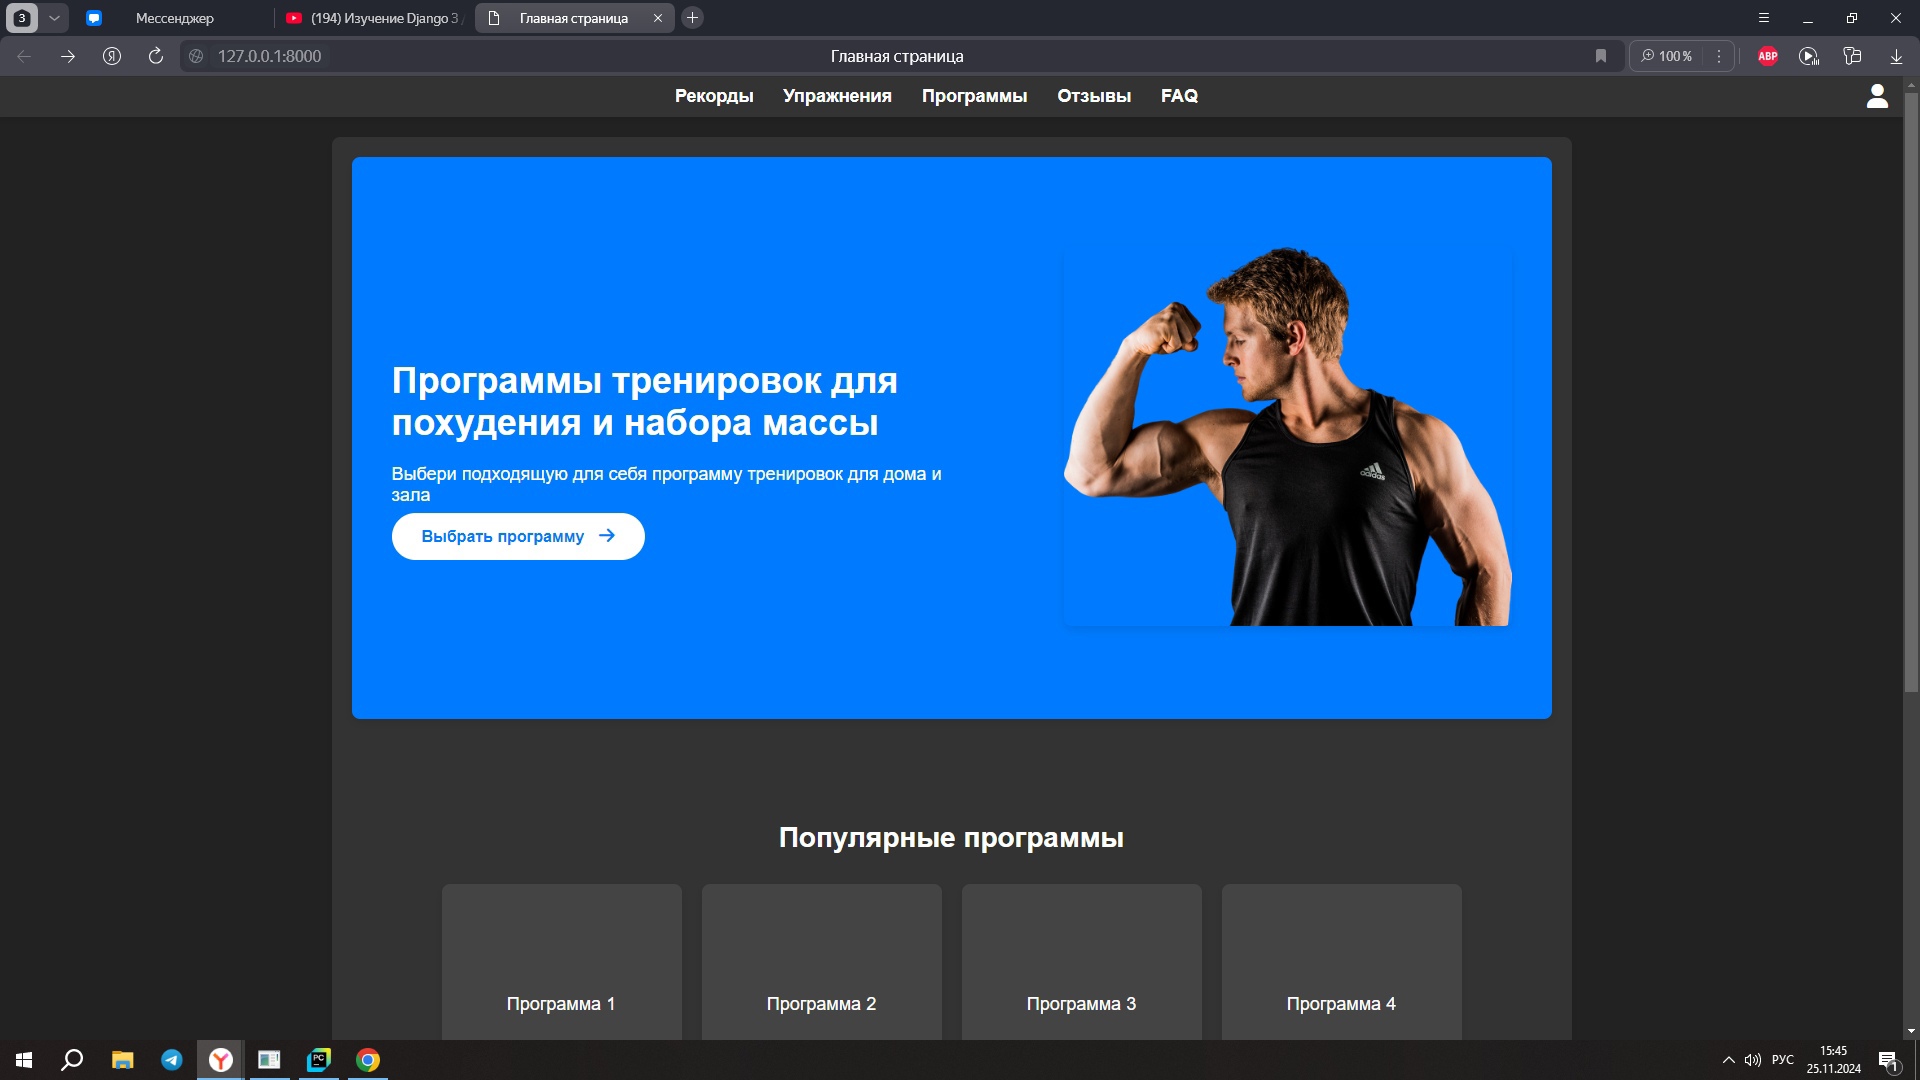 3
Мессенджер
(194) Изучение Django 3
Главная страница
127.0.0.1:8000
Главная страница
100 %
ABP
Рекорды
Упражнения
Программы
Отзывы
FAQ
Программы тренировок для
похудения и набора массы
Выбери подходящую для себя программу тренировок для дома и
зала
Выбрать программу
adidas
Популярные программы
Программа 1
Программа 2
Программа 3
Программа 4
PC
РУС
15:45
25.11.2024
1